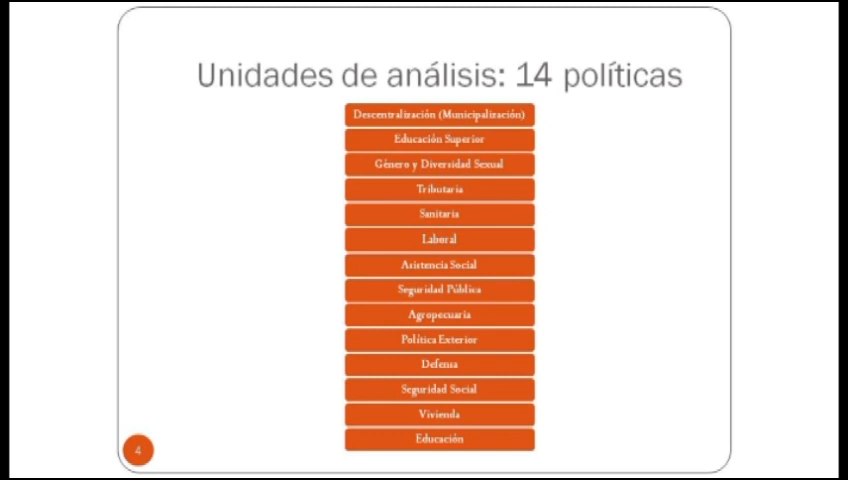 Unidades de análisis: 14 políticas
Descentralización (Municipalización)
Educación Superior
Género y Diversidad Sexual
Tributaria
Sanitaria
Laboral
Asistencia Social
Seguridad Pública
Agropecuaria
Política Exterior
Defensa
Seguridad Social
Vivienda
Educación
4